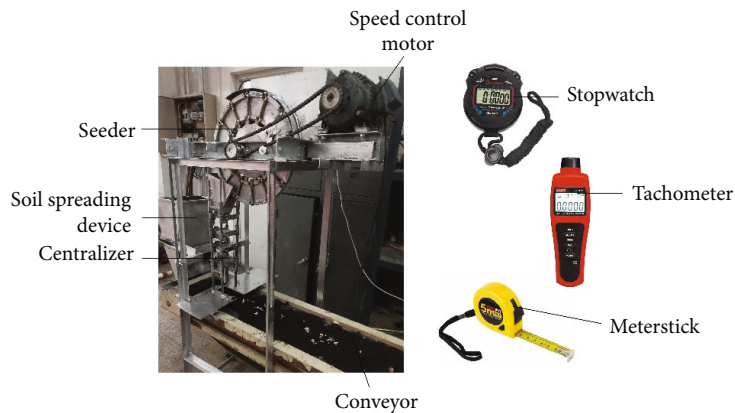 Speed control
motor
Stopwatch
Seeder
Tachometer
Soil spreading
device
Centralizer
Meterstick
Conveyor